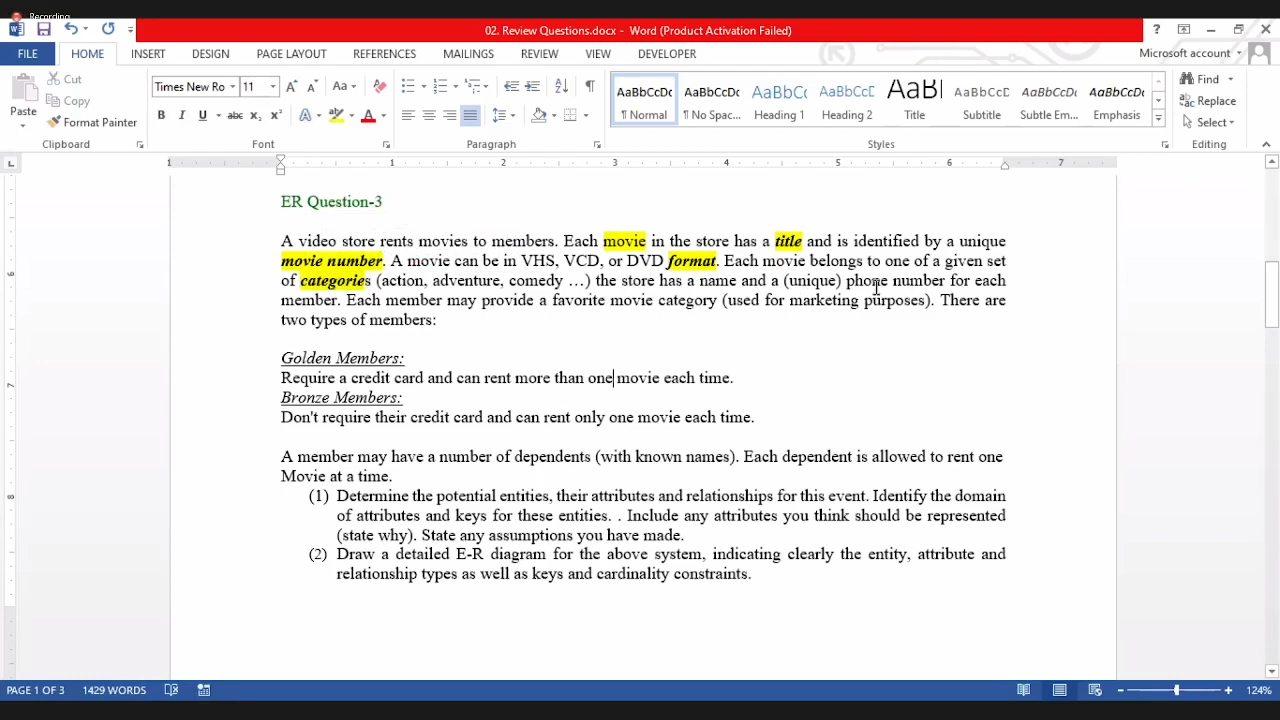 Recording
02. Review Questions.docx - Word (Product Activation Failed)
FILE HOME INSERT DESIGN PAGE LAYOUT REFERENCES MAILINGS REVIEW VIEW DEVELOPER Microsoft account
Paste
Cut
Copy
Format Painter
Clipboard
Times New Ro 11
Font
Paragraph
AaBbCcDc AaBbCcDc AaBbCc AaBbCcD AaBI AaBbCcD AaBbCcDc AaBbCcDc
¶ Normal ¶ No Spac... Heading 1 Heading 2 Title Subtitle Subtle Em... Emphasis
Styles
Find
Replace
Select
Editing
1 1 2 3 4 5 6 7
ER Question-3
A video store rents movies to members. Each movie in the store has a title and is identified by a unique
movie number. A movie can be in VHS, VCD, or DVD format. Each movie belongs to one of a given set
of categories (action, adventure, comedy …) the store has a name and a (unique) phone number for each
member. Each member may provide a favorite movie category (used for marketing purposes). There are
two types of members:
Golden Members:
Require a credit card and can rent more than one movie each time.
Bronze Members:
Don't require their credit card and can rent only one movie each time.
A member may have a number of dependents (with known names). Each dependent is allowed to rent one
Movie at a time.
(1) Determine the potential entities, their attributes and relationships for this event. Identify the domain
of attributes and keys for these entities. . Include any attributes you think should be represented
(state why). State any assumptions you have made.
(2) Draw a detailed E-R diagram for the above system, indicating clearly the entity, attribute and
relationship types as well as keys and cardinality constraints.
PAGE 1 OF 3 1429 WORDS 124%